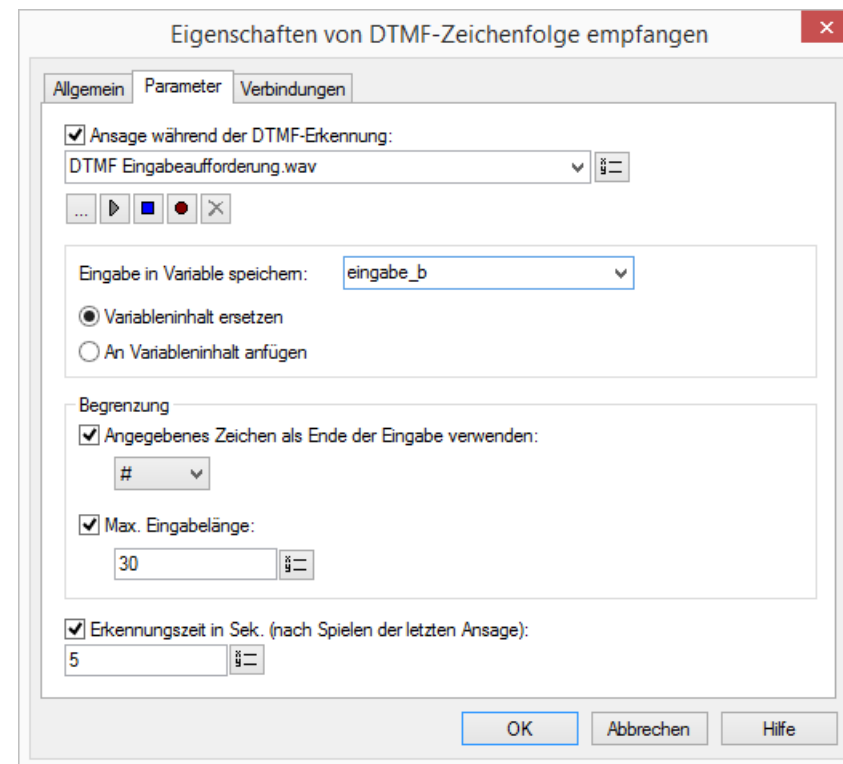 Eigenschaften von DTMF-Zeichenfolge empfangen
Allgemein Parameter Verbindungen
Ansage während der DTMF-Erkennung:
DTMF Eingabeaufforderung.wav
...
Eingabe in Variable speichern: eingabe_b
Variableninhalt ersetzen
An Variableninhalt anfügen
Begrenzung
Angegebenes Zeichen als Ende der Eingabe verwenden:
#
Max. Eingabelänge:
30
Erkennungszeit in Sek. (nach Spielen der letzten Ansage):
5
OK Abbrechen Hilfe